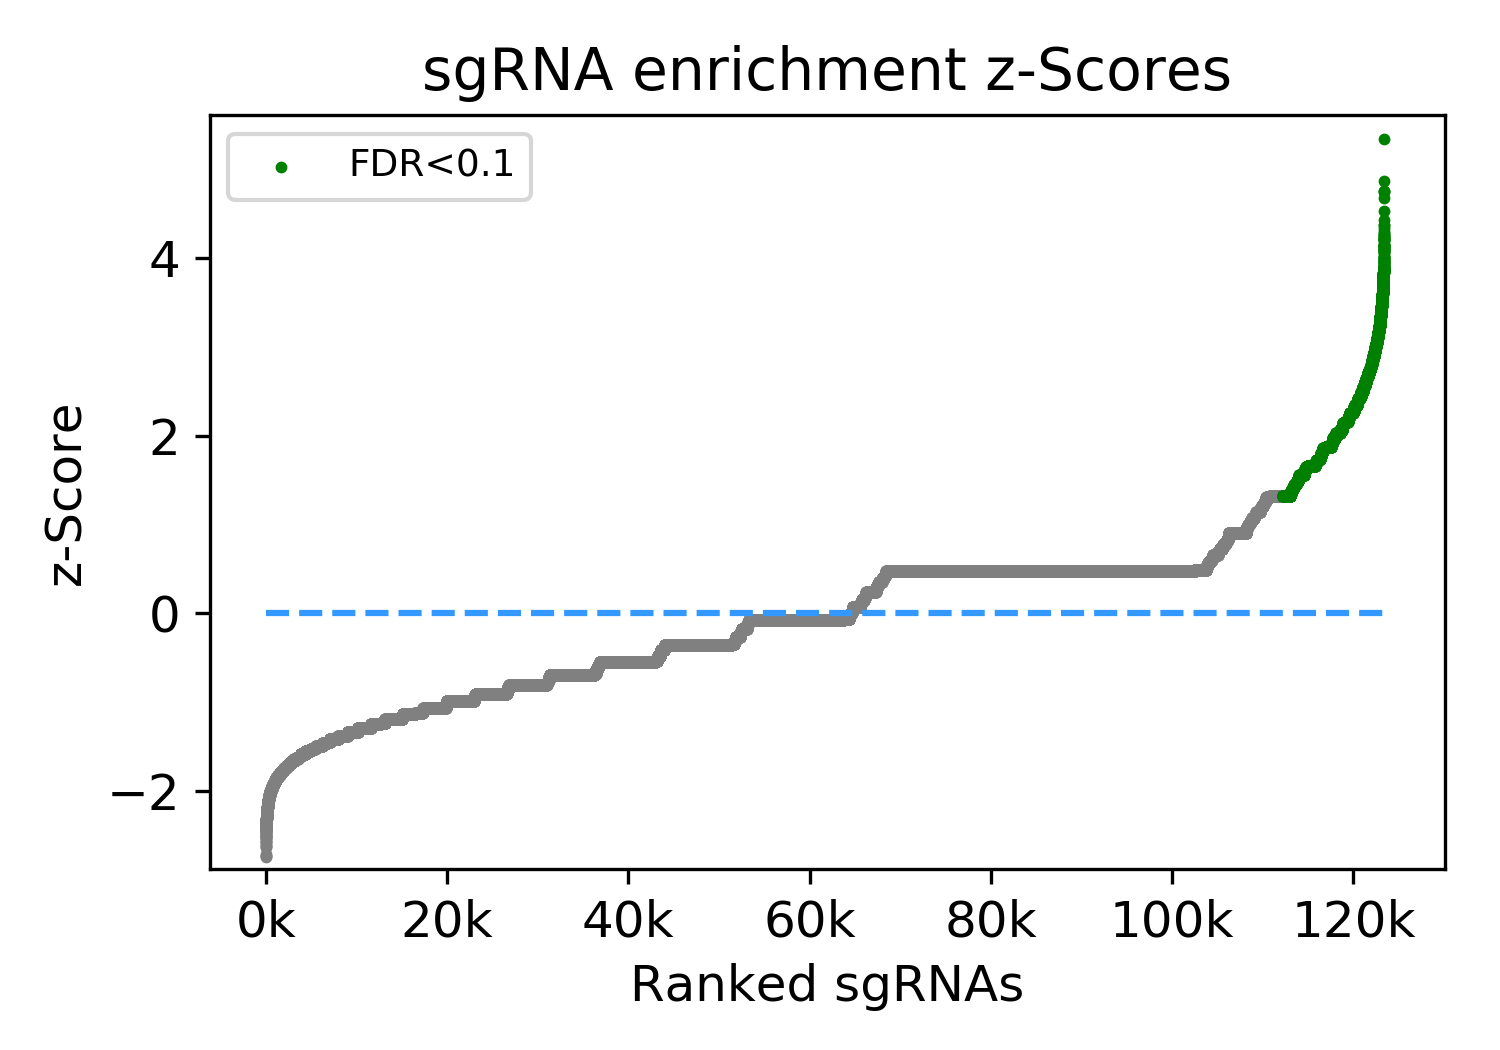 sgRNA enrichment z-Scores
FDR<0.1
z-Score
4
2
0
−2
0k 20k 40k 60k 80k 100k 120k
Ranked sgRNAs